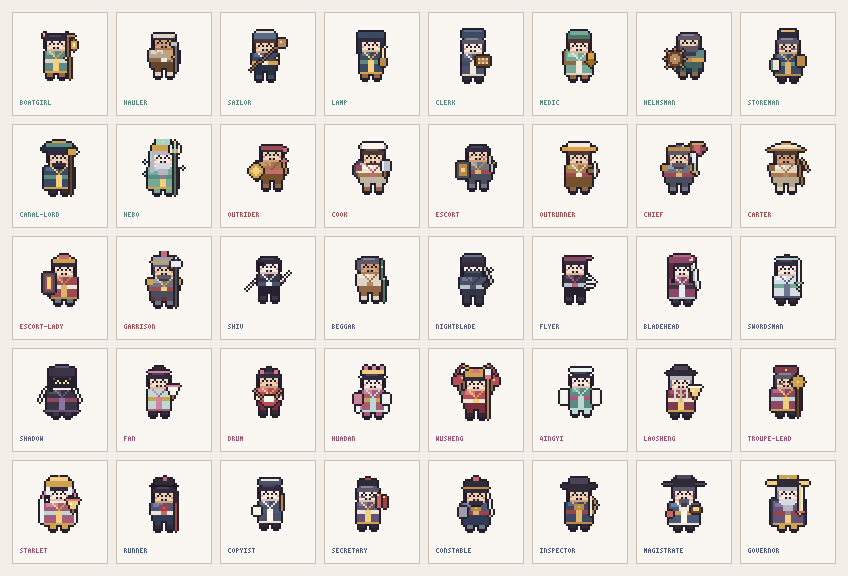 BOATGIRL
HAULER
SAILOR
LAMP
CLERK
MEDIC
HELMSMAN
STOREMAN
CANAL-LORD
HEBO
OUTRIDER
COOK
ESCORT
OUTRUNNER
CHIEF
CARTER
ESCORT-LADY
GARRISON
SHIV
BEGGAR
NIGHTBLADE
FLYER
BLADEHEAD
SWORDSMAN
SHADOW
FAN
DRUM
HUADAN
WUSHENG
QINGYI
LAOSHENG
TROUPE-LEAD
STARLET
RUNNER
COPYIST
SECRETARY
CONSTABLE
INSPECTOR
MAGISTRATE
GOVERNOR